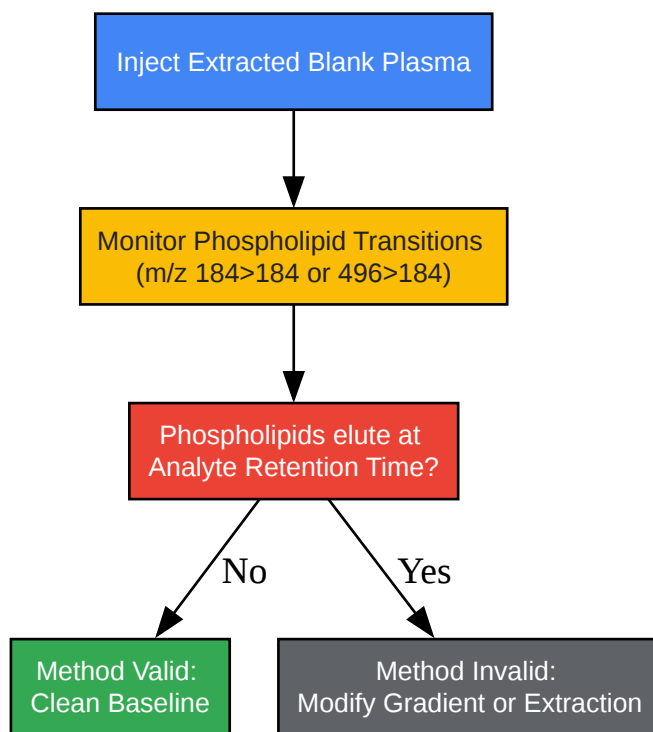 Inject Extracted Blank Plasma
Monitor Phospholipid Transitions
(m/z 184>184 or 496>184)
Phospholipids elute at
Analyte Retention Time?
No
Yes
Method Valid:
Clean Baseline
Method Invalid:
Modify Gradient or Extraction